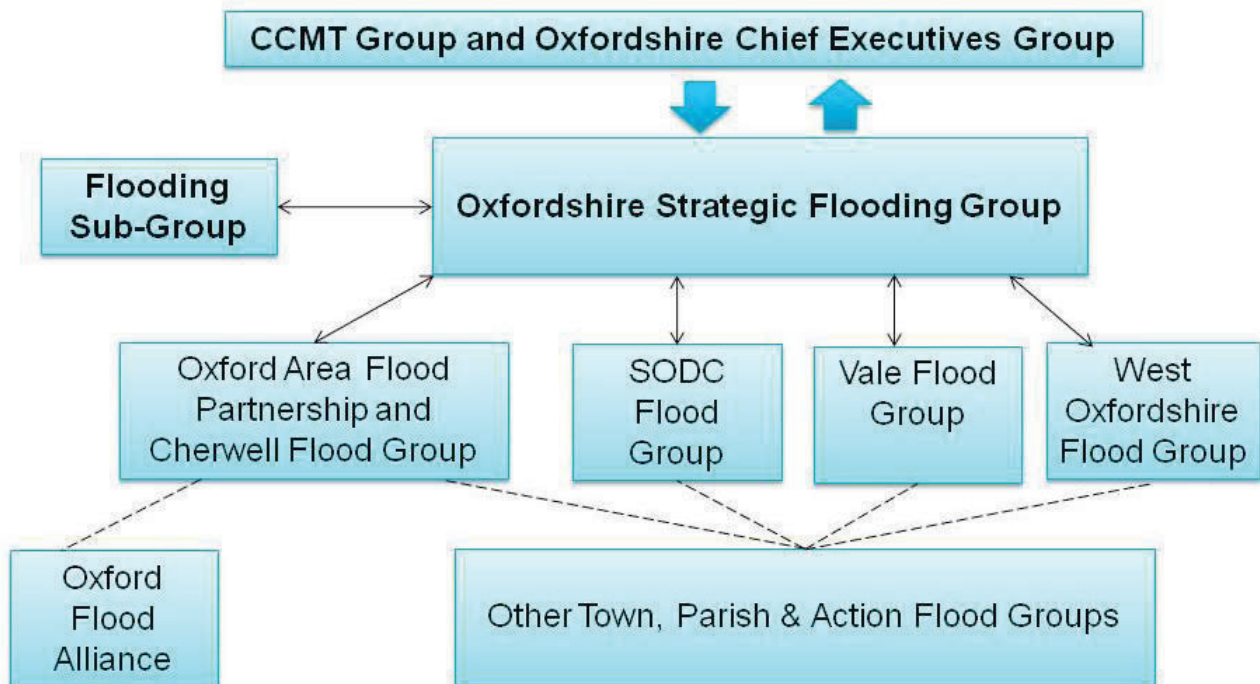 CCMT Group and Oxfordshire Chief Executives Group
Flooding
Sub-Group
Oxfordshire Strategic Flooding Group
Oxford Area Flood
Partnership and
Cherwell Flood Group
SODC
Flood
Group
Vale Flood
Group
West
Oxfordshire
Flood Group
Oxford
Flood
Alliance
Other Town, Parish & Action Flood Groups